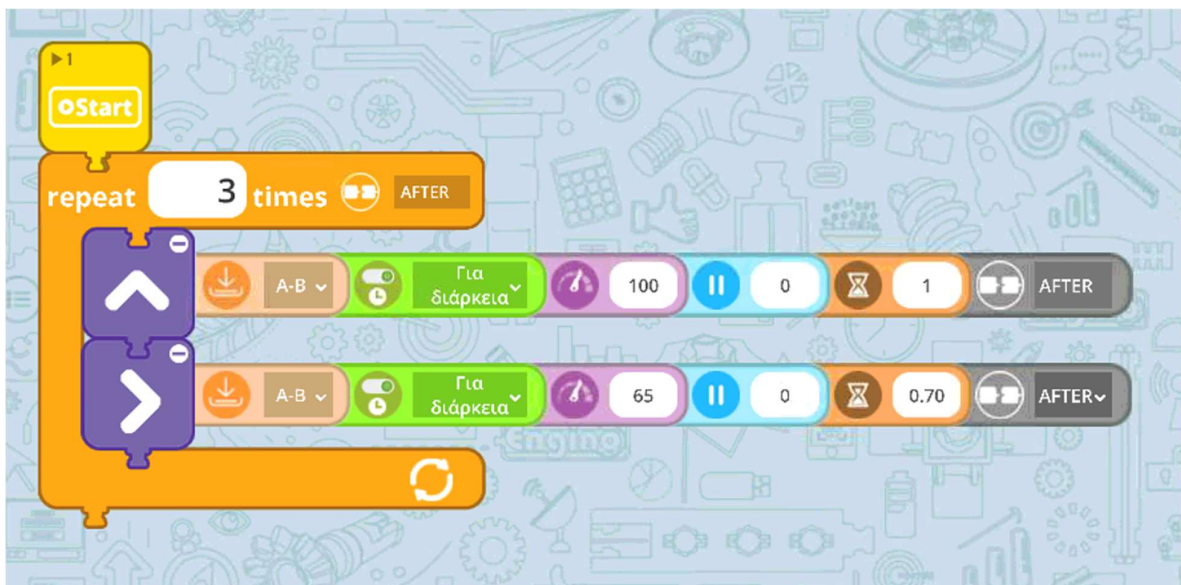 1
Start
repeat 3 times AFTER
A-B Για διάρκεια 100 0 1 AFTER
A-B Για διάρκεια 65 0 0.70 AFTER
Enging